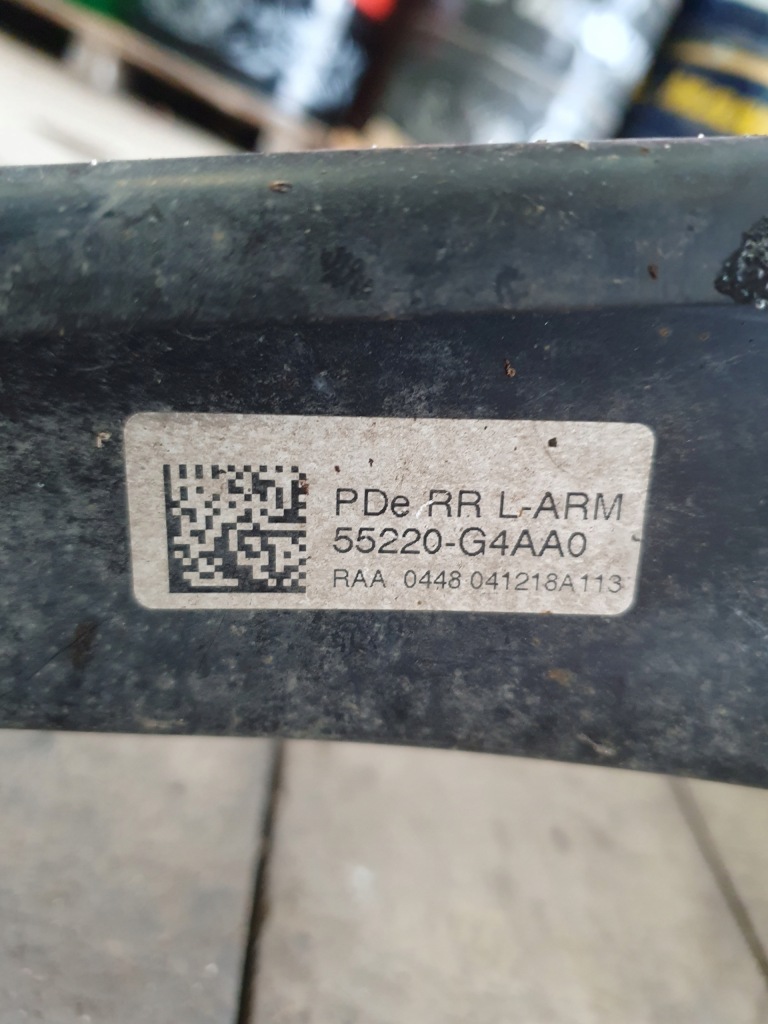 PDe RR L-ARM
55220-G4AA0
RAA 0448 041218A113